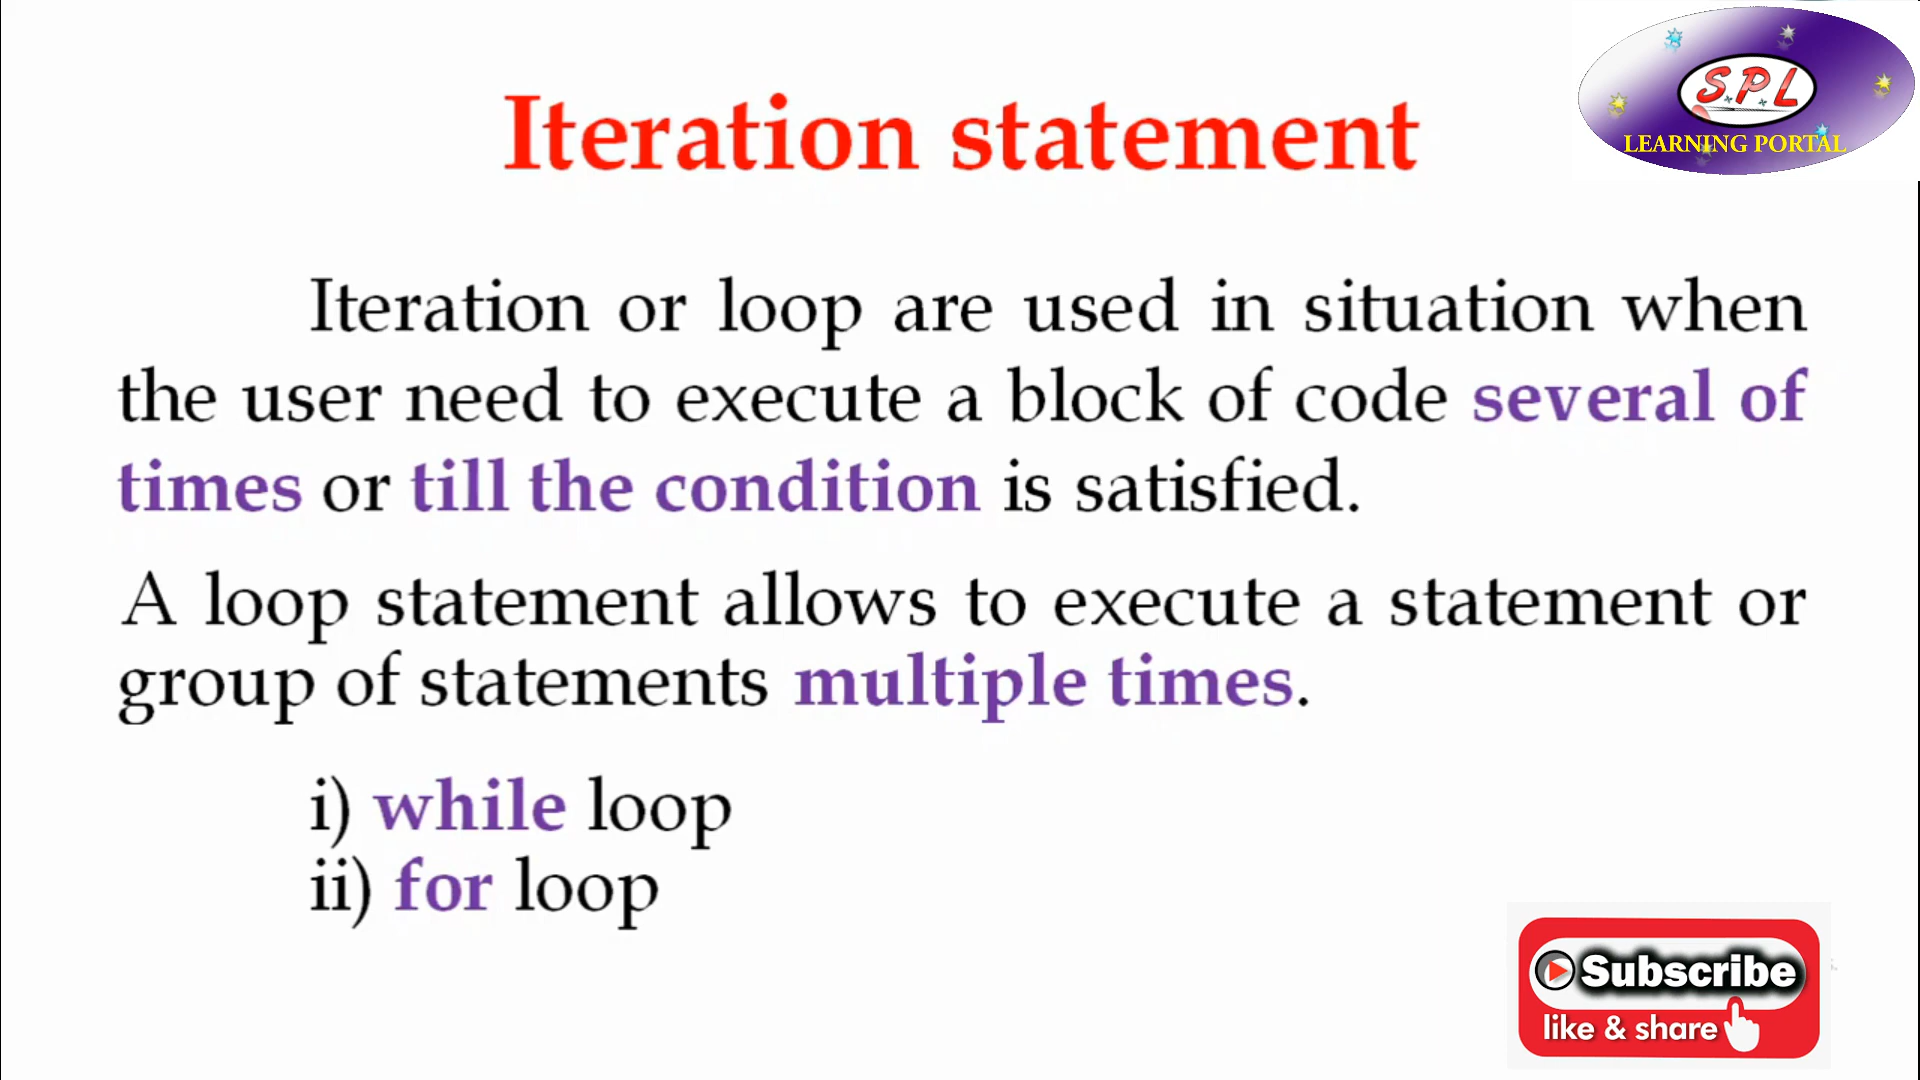 S.P.L
LEARNING PORTAL
Iteration statement
Iteration or loop are used in situation when
the user need to execute a block of code several of
times or till the condition is satisfied.
A loop statement allows to execute a statement or
group of statements multiple times.
i) while loop
ii) for loop
Subscribe
like & share